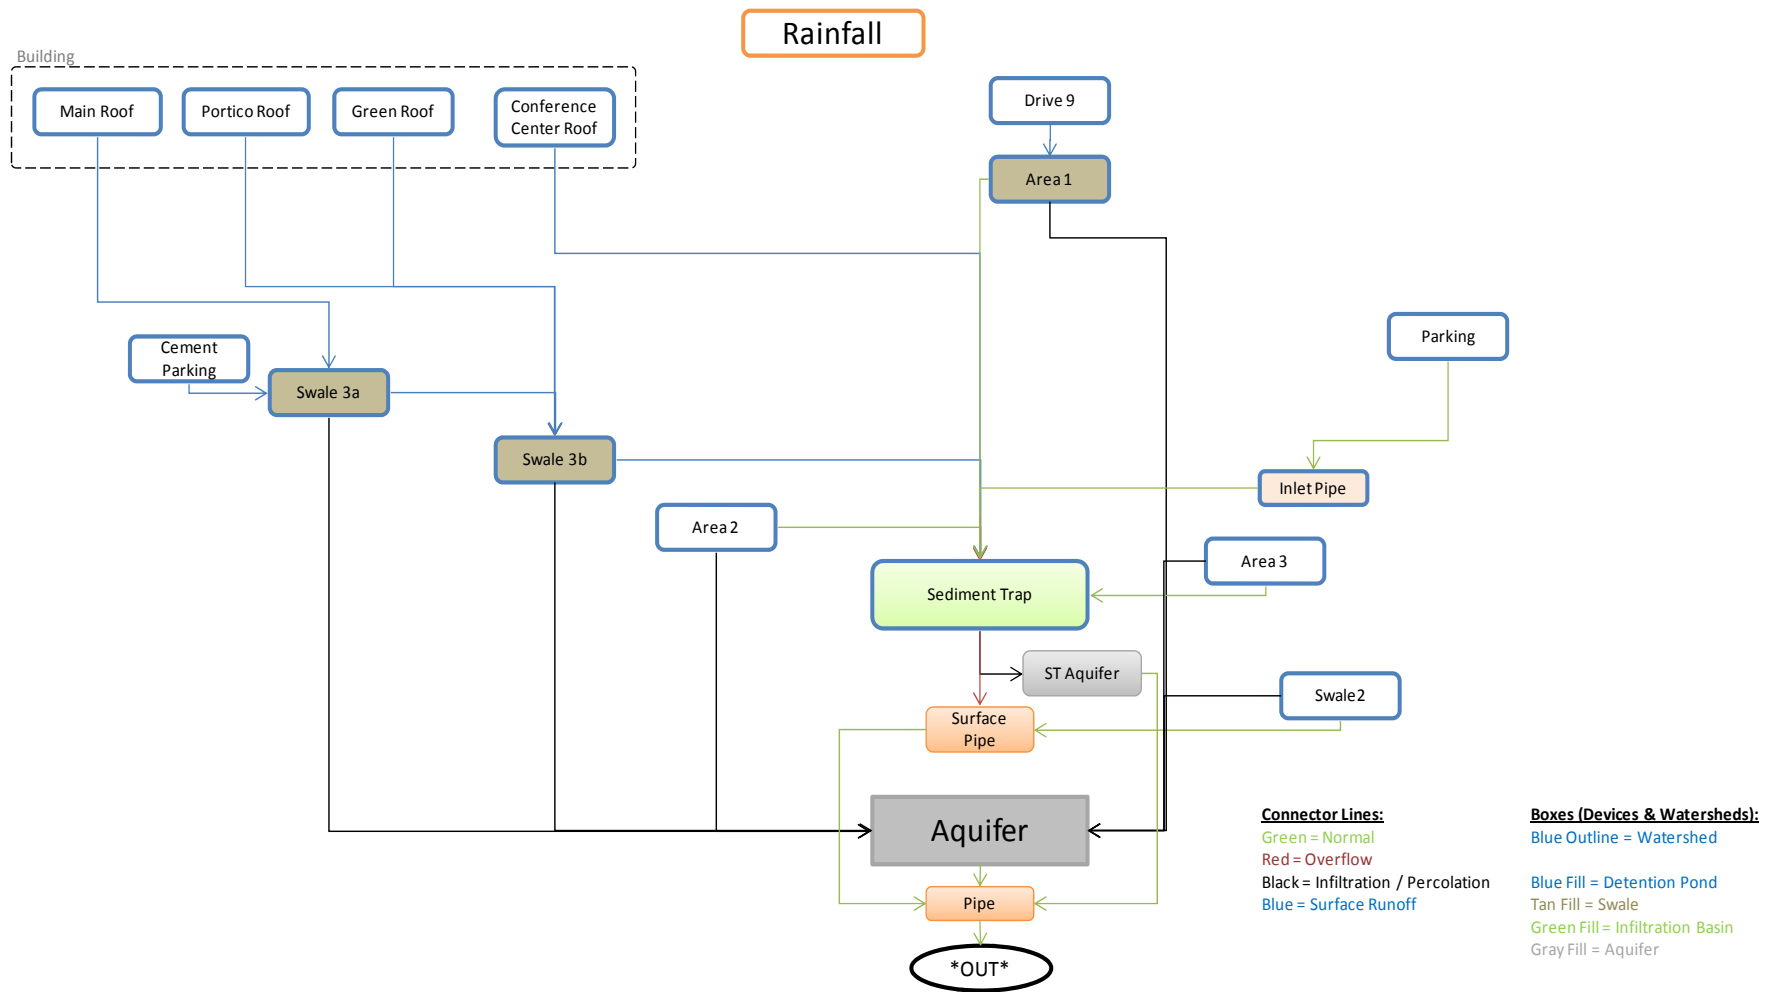 Rainfall
Building
Main Roof
Portico Roof
Green Roof
Conference
Center Roof
Drive 9
Area 1
Parking
Cement
Parking
Swale 3a
Swale 3b
Inlet Pipe
Area 2
Area 3
Sediment Trap
ST Aquifer
Swale2
Surface
Pipe
Aquifer
Pipe
*OUT*
Connector Lines:
Green = Normal
Red = Overflow
Black = Infiltration / Percolation
Blue = Surface Runoff
Boxes (Devices & Watersheds):
Blue Outline = Watershed
Blue Fill = Detention Pond
Tan Fill = Swale
Green Fill = Infiltration Basin
Gray Fill = Aquifer